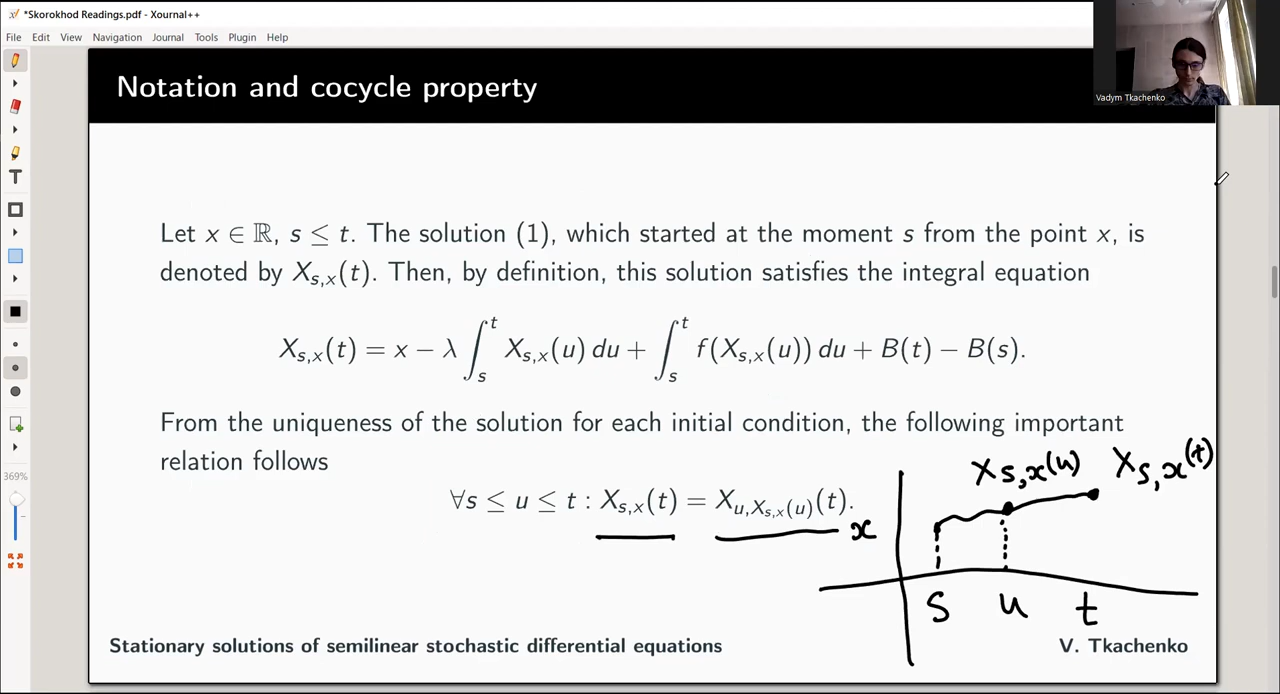 *Skorokhod Readings.pdf - Xournal++
File Edit View Navigation Journal Tools Plugin Help
Vadym Tkachenko
Notation and cocycle property
Let x ∈ ℝ, s ≤ t. The solution (1), which started at the moment s from the point x, is
denoted by X_{s,x}(t). Then, by definition, this solution satisfies the integral equation
X_{s,x}(t) = x − λ ∫_s^t X_{s,x}(u) du + ∫_s^t f(X_{s,x}(u)) du + B(t) − B(s).
From the uniqueness of the solution for each initial condition, the following important
relation follows
∀s ≤ u ≤ t : X_{s,x}(t) = X_{u,X_{s,x}(u)}(t).
X_{s,x}(u) X_{s,x}(t)
x
s u t
369%
Stationary solutions of semilinear stochastic differential equations V. Tkachenko